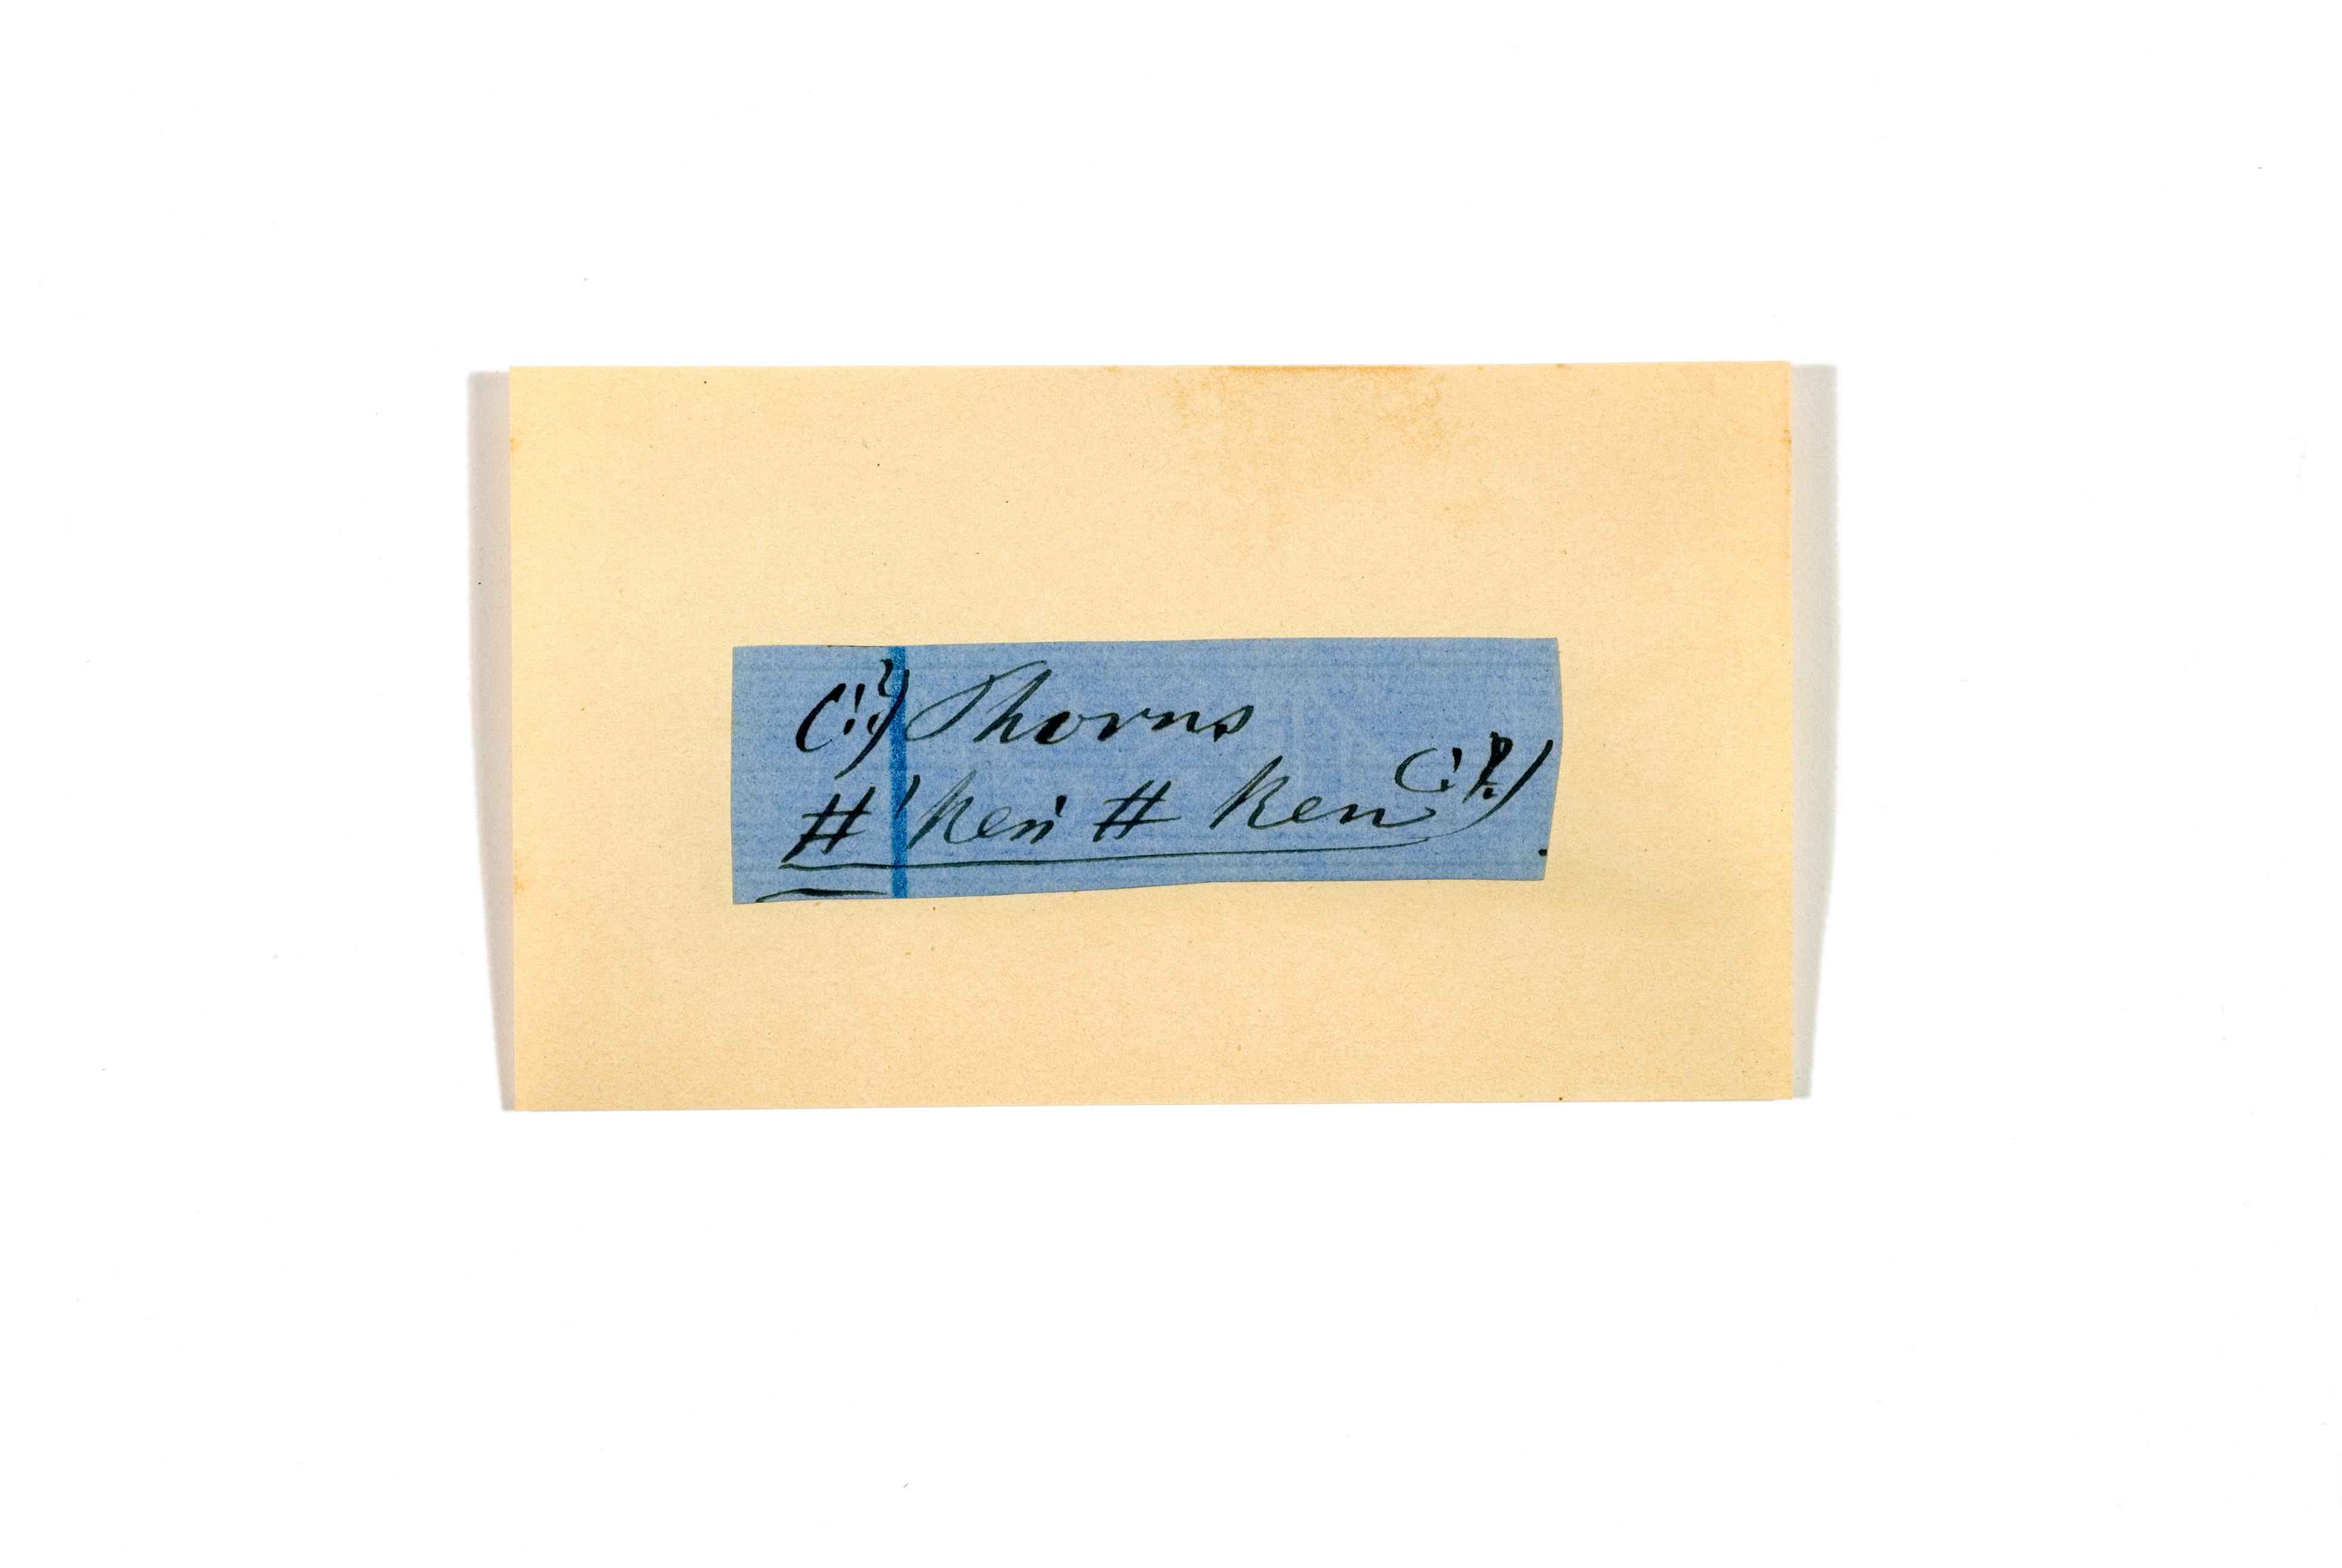 (!?) Thorns
# 'Ken' # Ken (!?)